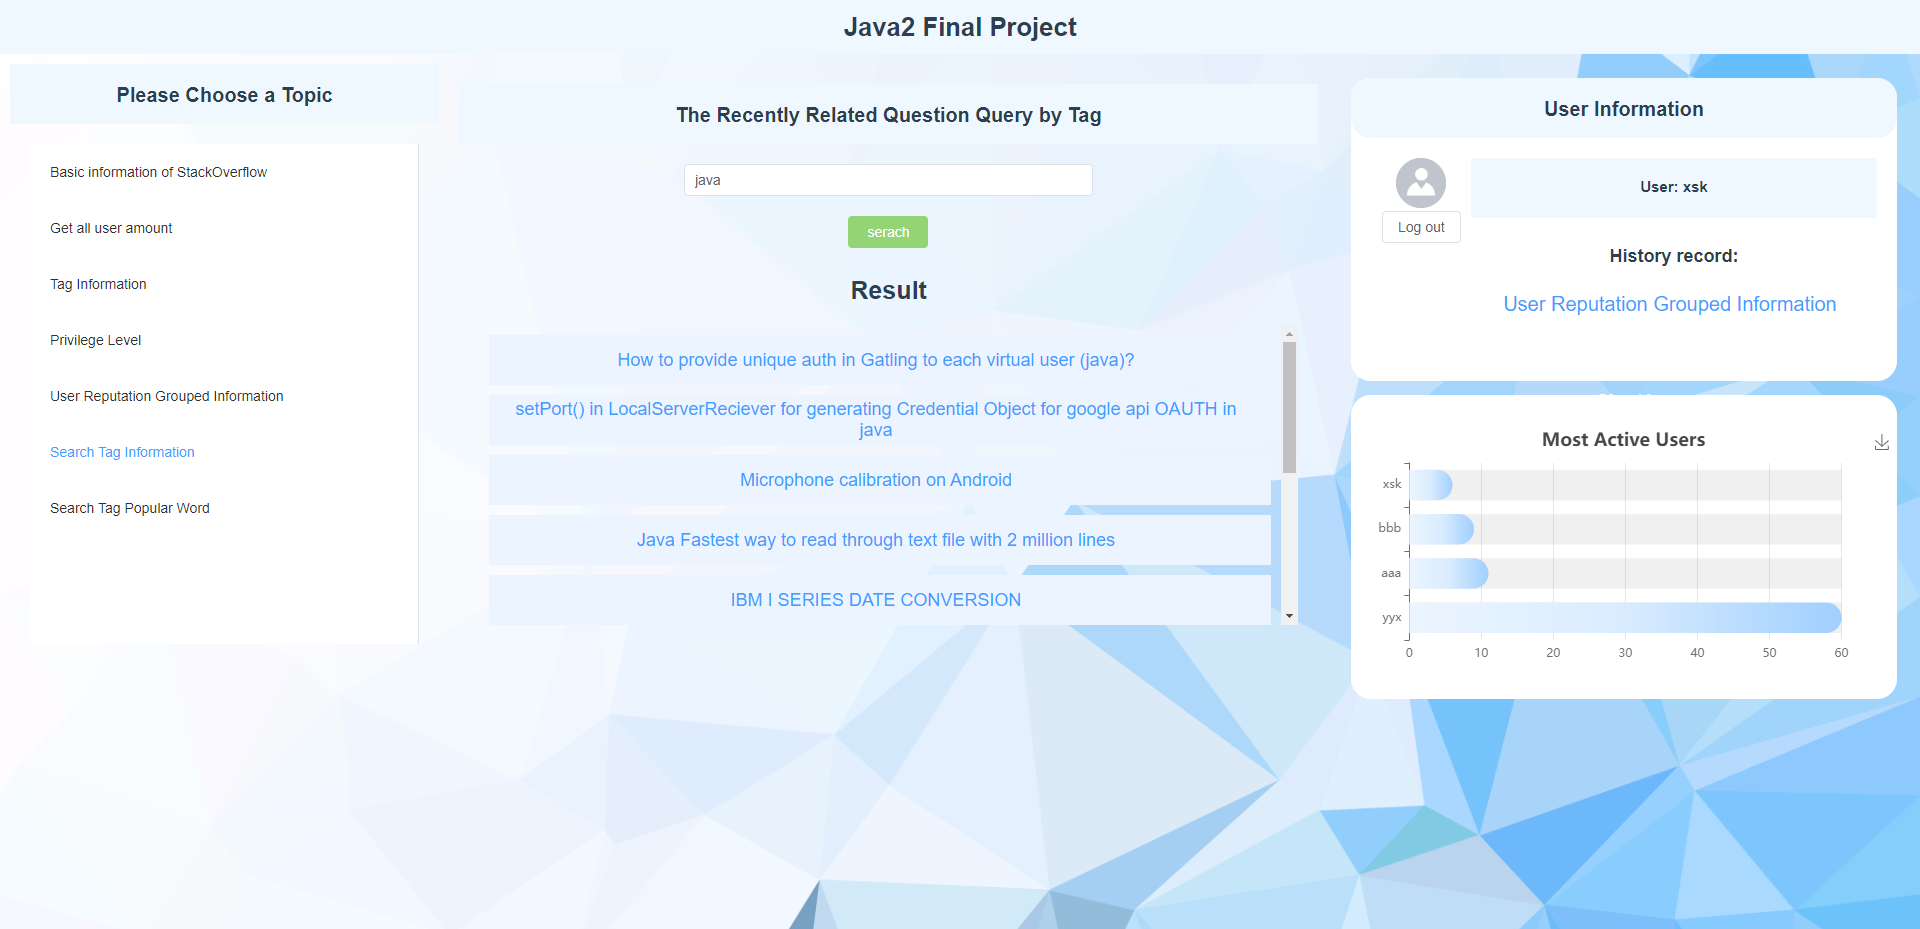 Java2 Final Project
Please Choose a Topic
Basic information of StackOverflow
Get all user amount
Tag Information
Privilege Level
User Reputation Grouped Information
Search Tag Information
Search Tag Popular Word
The Recently Related Question Query by Tag
java
serach
Result
How to provide unique auth in Gatling to each virtual user (java)?
setPort() in LocalServerReciever for generating Credential Object for google api OAUTH in
java
Microphone calibration on Android
Java Fastest way to read through text file with 2 million lines
IBM I SERIES DATE CONVERSION
User Information
User: xsk
Log out
History record:
User Reputation Grouped Information
Most Active Users
xsk
bbb
aaa
yyx
0 10 20 30 40 50 60